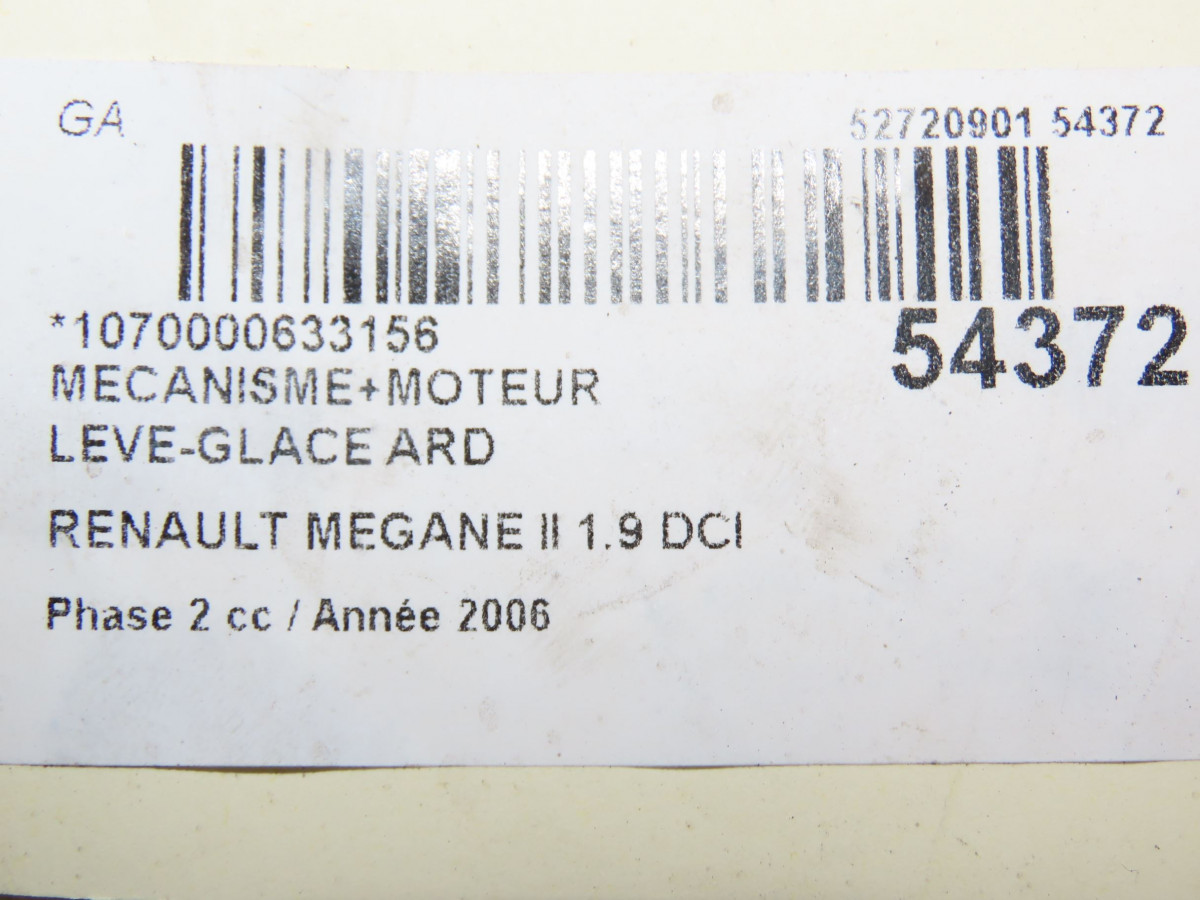 GA
52720901 54372
*1070000633156
54372
MECANISME+MOTEUR
LEVE-GLACE ARD
RENAULT MEGANE II 1.9 DCI
Phase 2 cc / Année 2006